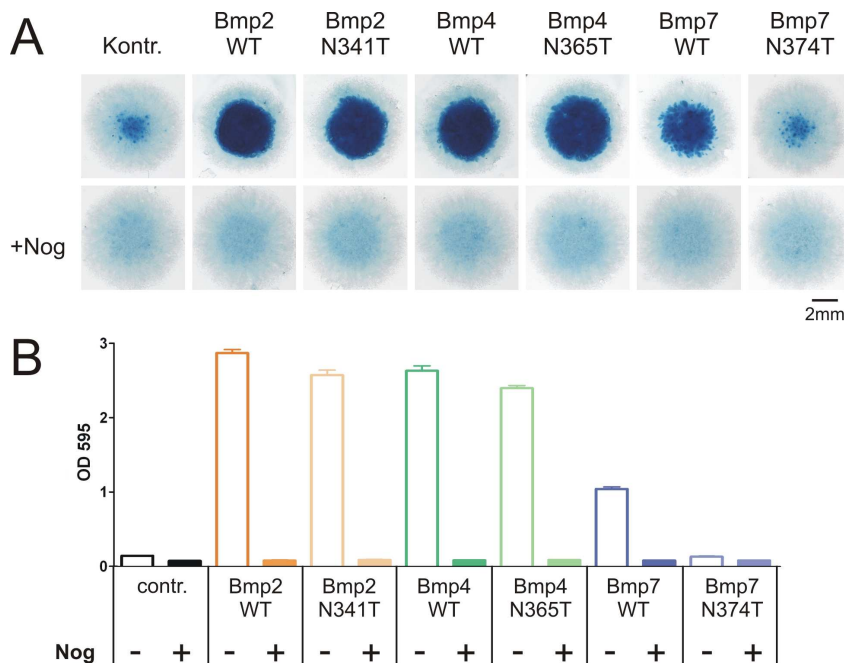 A
Kontr.
Bmp2
WT
Bmp2
N341T
Bmp4
WT
Bmp4
N365T
Bmp7
WT
Bmp7
N374T
+Nog
2mm
B
3
2
1
0
OD 595
contr.
Bmp2
WT
Bmp2
N341T
Bmp4
WT
Bmp4
N365T
Bmp7
WT
Bmp7
N374T
Nog - + - + - + - + - + - + - +